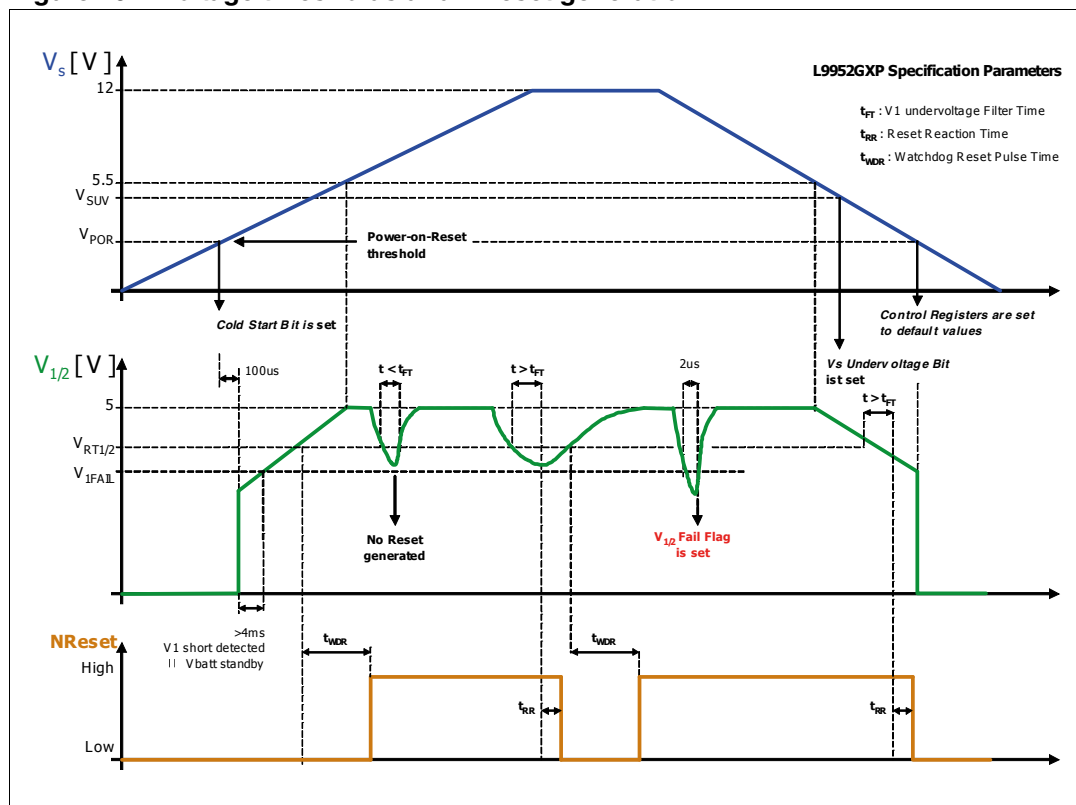 Vs [V]
L9952GXP Specification Parameters
12
tFT : V1 undervoltage Filter Time
tRR : Reset Reaction Time
tWDR : Watchdog Reset Pulse Time
5.5
VSUV
VPOR
Power-on-Reset
threshold
Cold Start Bit is set
Control Registers are set
to default values
V1/2 [V]
100us
t < tFT
t > tFT
2us
Vs Undervoltage Bit
ist set
t > tFT
5
VRT1/2
V1FAIL
No Reset
generated
V1/2 Fail Flag
is set
>4ms
V1 short detected
|| Vbatt standby
NReset
tWDR
tWDR
High
tRR
tRR
Low